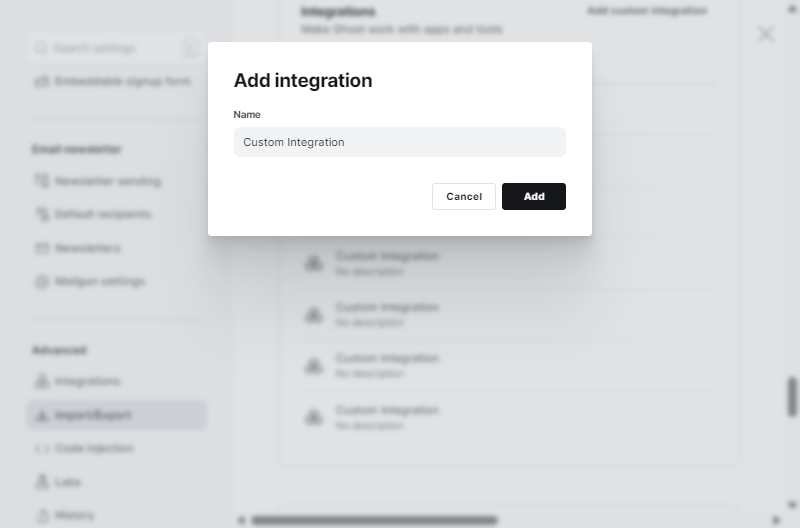 Integrations
Add custom integration
Make Ghost work with apps and tools
Search settings
/
Embeddable signup form
Add integration
Name
Custom Integration
Cancel
Add
Email newsletter
Newsletter sending
Default recipients
Newsletters
Mailgun settings
Custom Integration
No description
Custom Integration
No description
Custom Integration
No description
Custom Integration
No description
Advanced
Integrations
Import/Export
Code injection
Labs
History